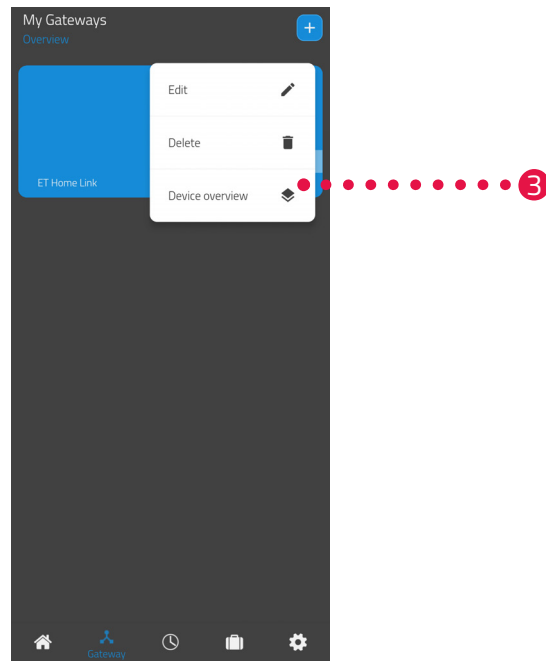 My Gateways
Overview
+
Edit
Delete
ET Home Link
Device overview
3
Gateway